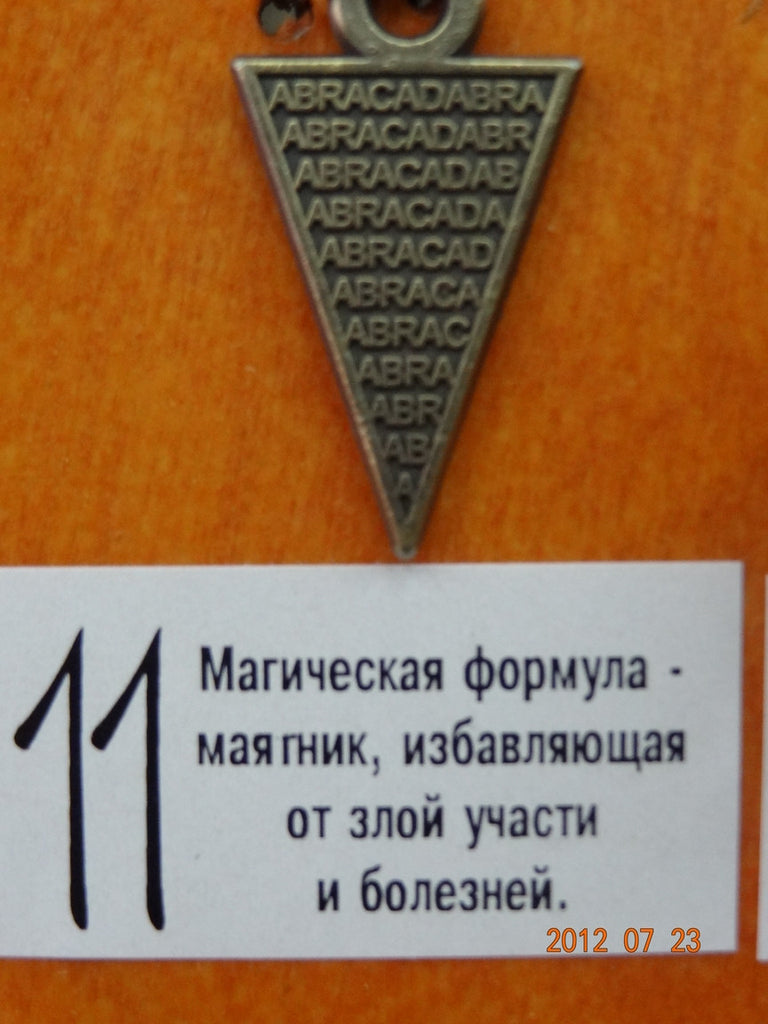 ABRACADABRA
ABRACADABR
ABRACADAB
ABRACADA
ABRACAD
ABRACA
ABRAC
ABRA
ABR
AB
A
11
Магическая формула -
маягник, избавляющая
от злой участи
и болезней.
2012 07 23